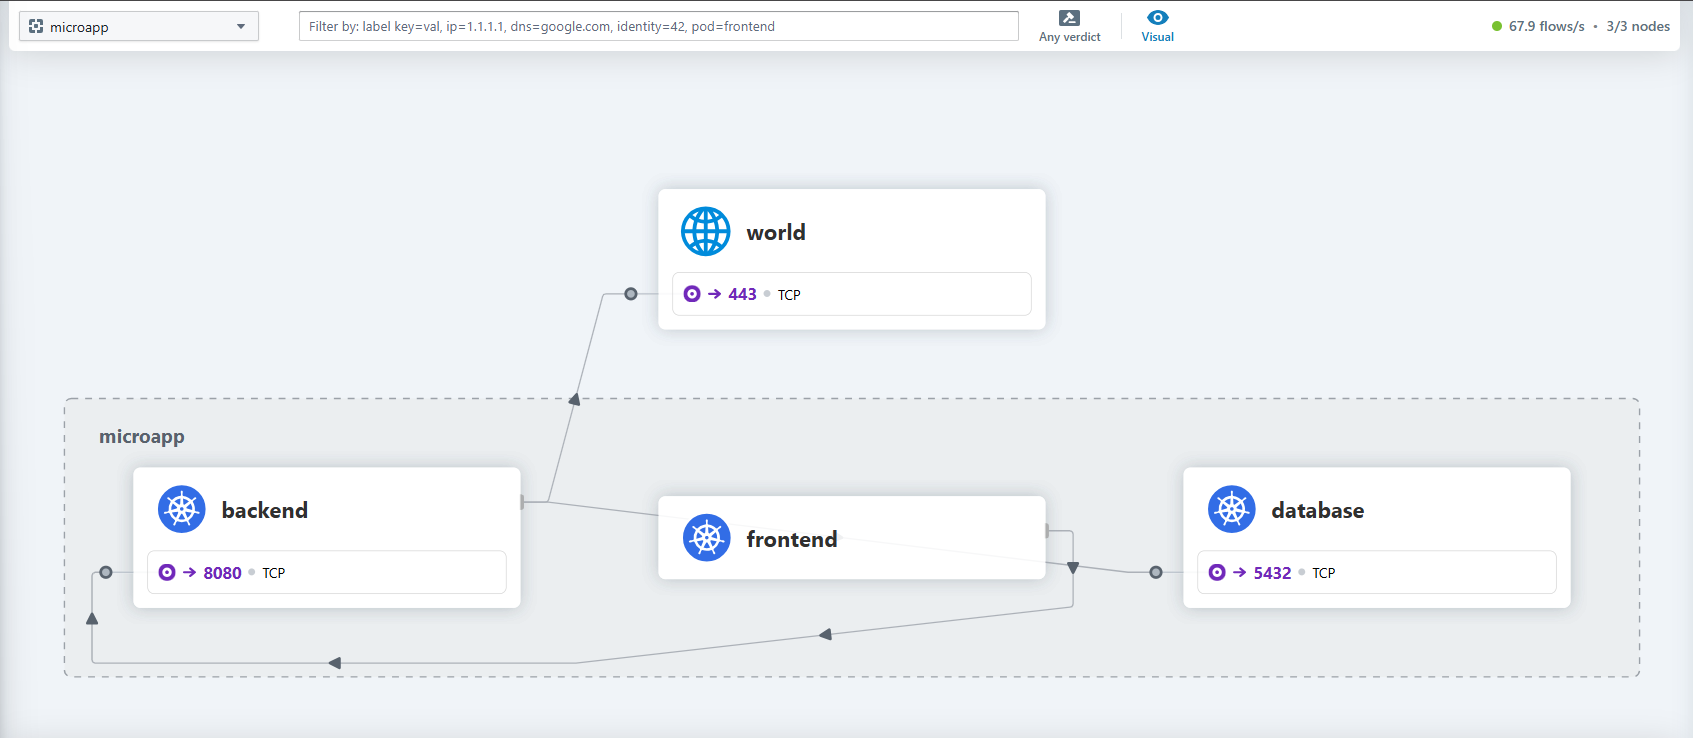 microapp
Filter by: label key=val, ip=1.1.1.1, dns=google.com, identity=42, pod=frontend
Any verdict
Visual
67.9 flows/s • 3/3 nodes
world
→ 443 • TCP
microapp
backend
→ 8080 • TCP
frontend
database
→ 5432 • TCP